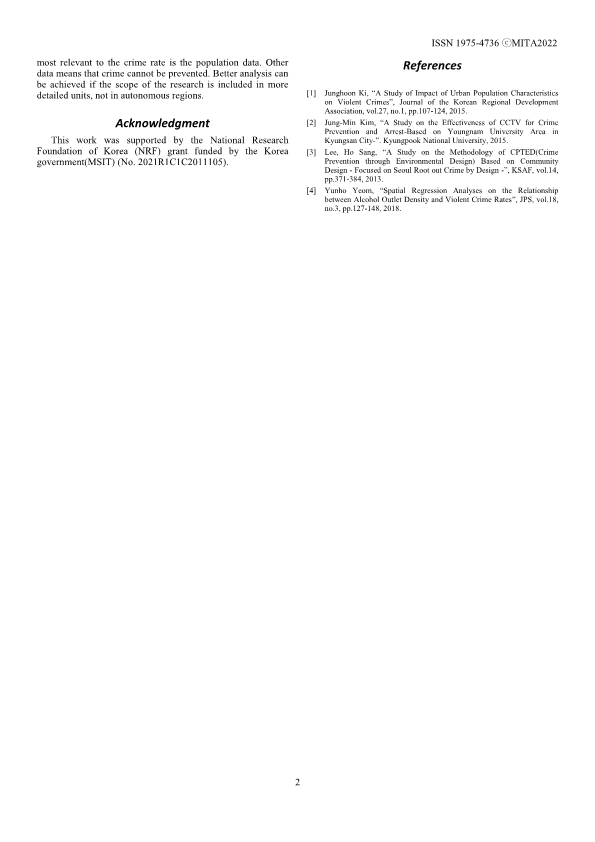 ISSN 1975-4736 ⓒMITA2022
most relevant to the crime rate is the population data. Other
data means that crime cannot be prevented. Better analysis can
be achieved if the scope of the research is included in more
detailed units, not in autonomous regions.
Acknowledgment
This work was supported by the National Research
Foundation of Korea (NRF) grant funded by the Korea
government(MSIT) (No. 2021R1C1C2011105).
References
[1] Junghoon Ki, “A Study of Impact of Urban Population Characteristics
on Violent Crimes”, Journal of the Korean Regional Development
Association, vol.27, no.1, pp.107-124, 2015.
[2] Jung-Min Kim, “A Study on the Effectiveness of CCTV for Crime
Prevention and Arrest-Based on Youngnam University Area in
Kyungsan City-”. Kyungpook National University, 2015.
[3] Lee, Ho Sang, “A Study on the Methodology of CPTED(Crime
Prevention through Environmental Design) Based on Community
Design - Focused on Seoul Root out Crime by Design -”, KSAF, vol.14,
pp.371-384, 2013.
[4] Yunho Yeom, “Spatial Regression Analyses on the Relationship
between Alcohol Outlet Density and Violent Crime Rates”, JPS, vol.18,
no.3, pp.127-148, 2018.
2